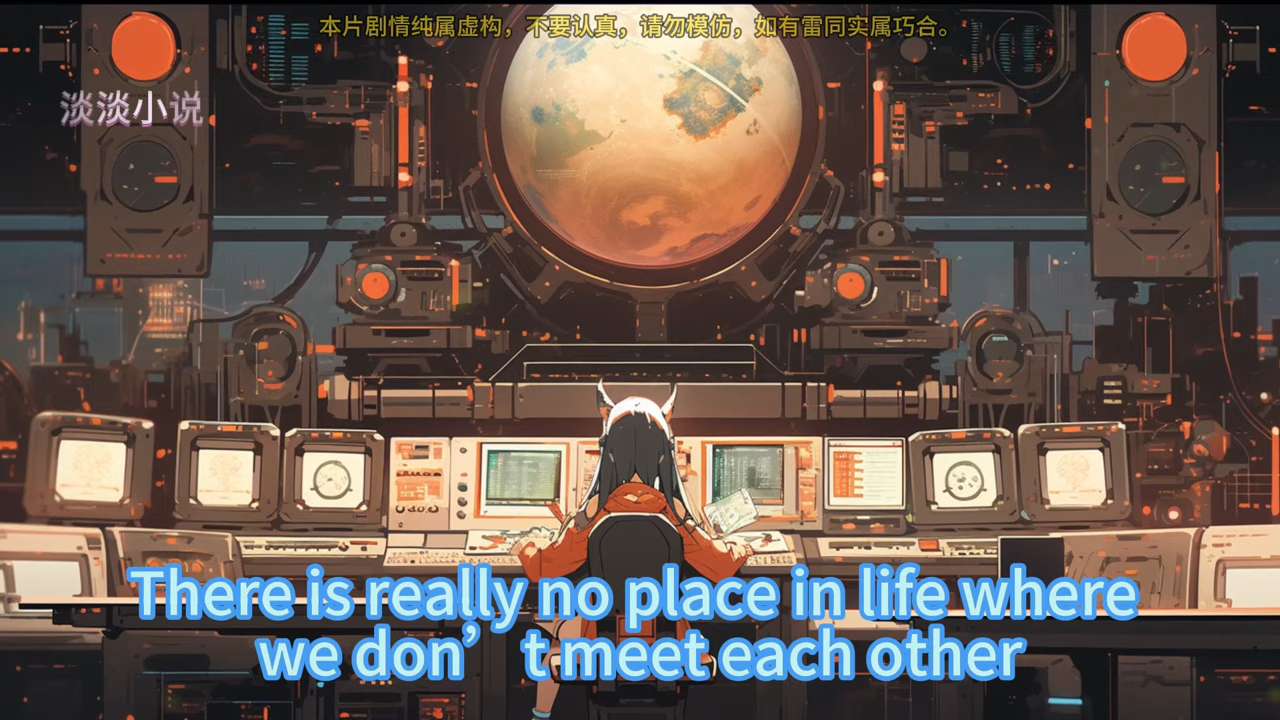 本片剧情纯属虚构，不要认真，请勿模仿，如有雷同实属巧合。
淡淡小说
There is really no place in life where
we don’t meet each other